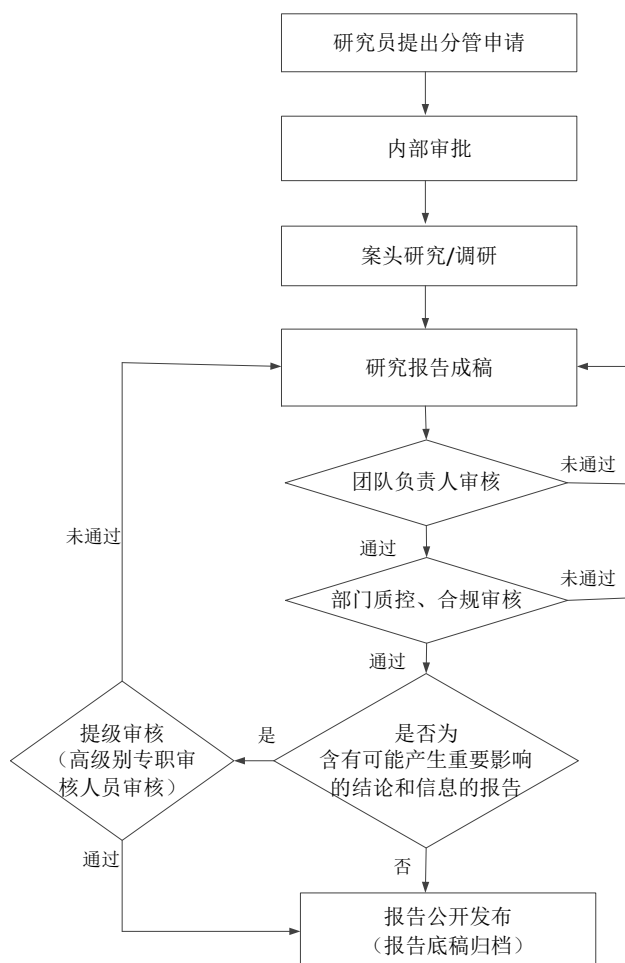 研究员提出分管申请
内部审批
案头研究/调研
研究报告成稿
团队负责人审核
未通过
通过
未通过
部门质控、合规审核
未通过
通过
提级审核
（高级别专职审
核人员审核）
是
是否为
含有可能产生重要影响
的结论和信息的报告
通过
否
报告公开发布
（报告底稿归档）